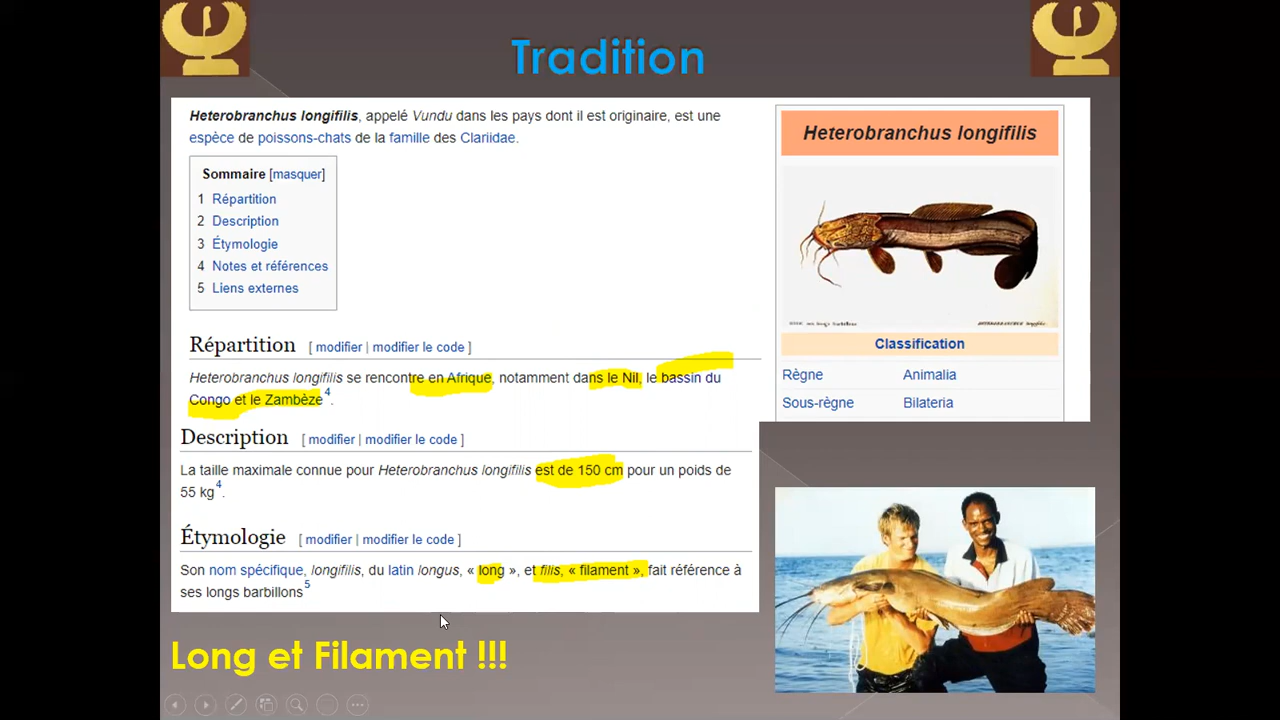 Tradition
Heterobranchus longifilis, appelé Vundu dans les pays dont il est originaire, est une
espèce de poissons-chats de la famille des Clariidae.
Sommaire [masquer]
1 Répartition
2 Description
3 Étymologie
4 Notes et références
5 Liens externes
Répartition [ modifier | modifier le code ]
Heterobranchus longifilis se rencontre en Afrique, notamment dans le Nil, le bassin du
Congo et le Zambèze4.
Description [ modifier | modifier le code ]
La taille maximale connue pour Heterobranchus longifilis est de 150 cm pour un poids de
55 kg4.
Étymologie [ modifier | modifier le code ]
Son nom spécifique, longifilis, du latin longus, « long », et filis, « filament », fait référence à
ses longs barbillons5
Long et Filament !!!
Heterobranchus longifilis
Classification
Règne Animalia
Sous-règne Bilateria